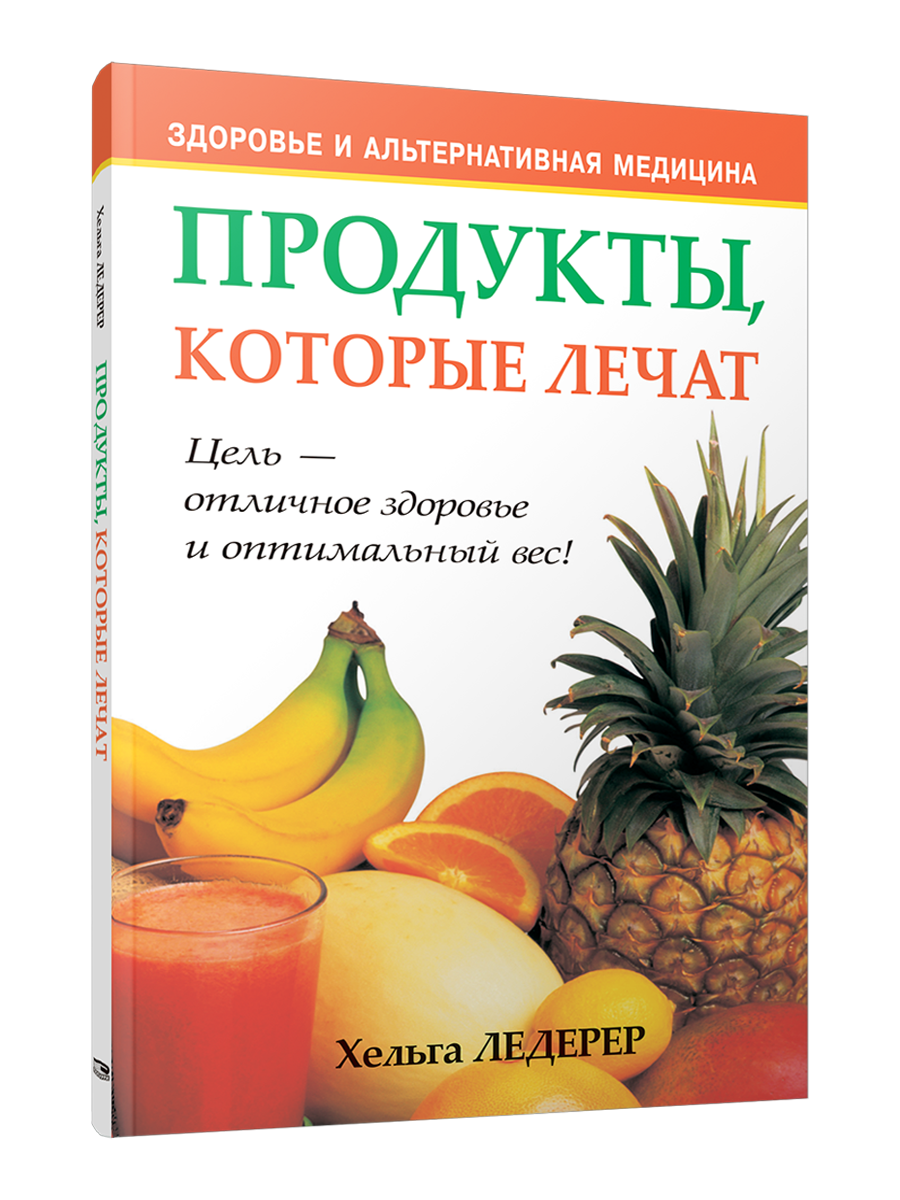 ЗДОРОВЬЕ И АЛЬТЕРНАТИВНАЯ МЕДИЦИНА
ПРОДУКТЫ,
КОТОРЫЕ ЛЕЧАТ
Цель —
отличное здоровье
и оптимальный вес!
Хельга ЛЕДЕРЕР
Хельга ЛЕДЕРЕР ПРОДУКТЫ, КОТОРЫЕ ЛЕЧАТ